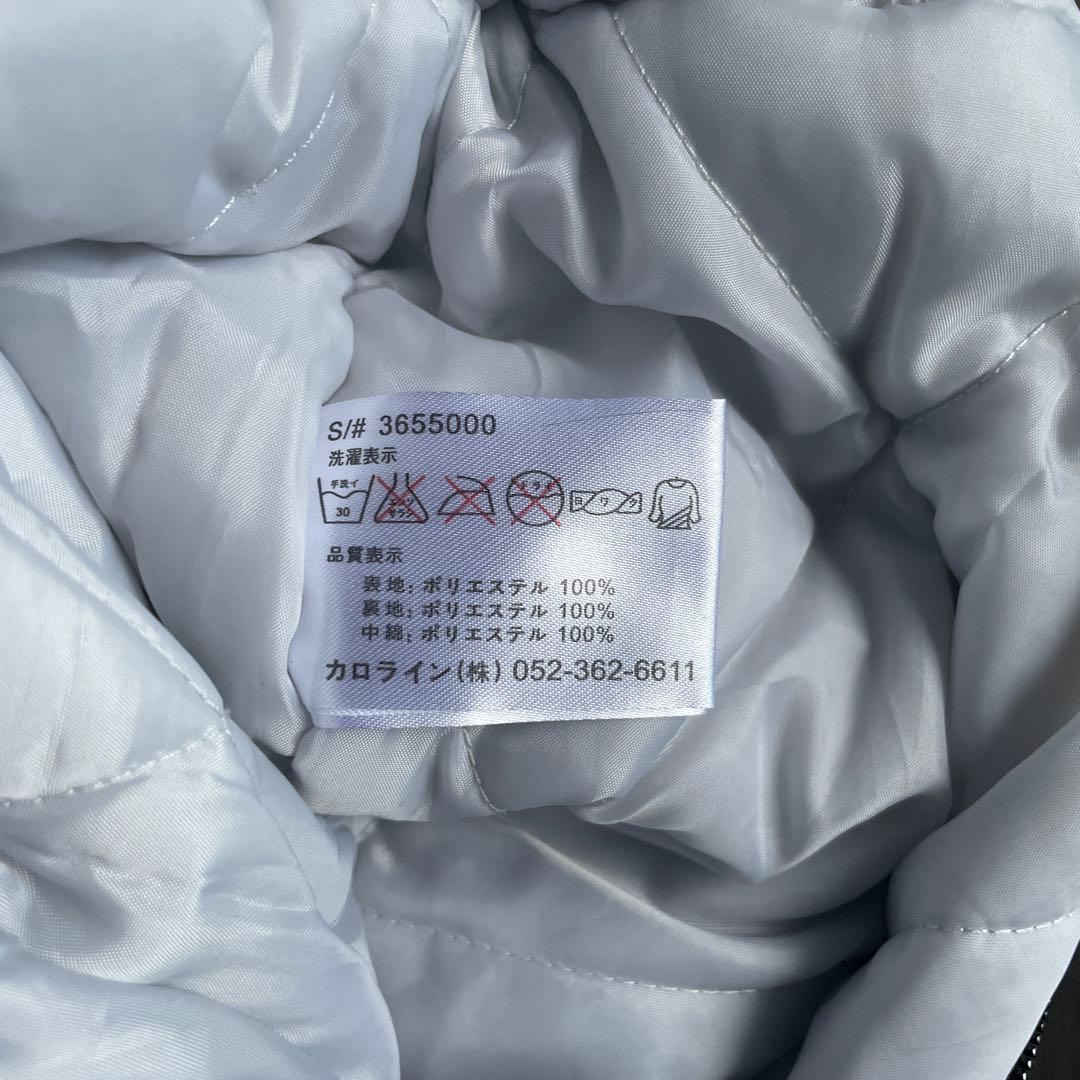 S/# 3655000
洗濯表示
手洗イ
30
品質表示
表地: ポリエステル 100%
裏地: ポリエステル 100%
中綿: ポリエステル 100%
カロライン(株) 052-362-6611